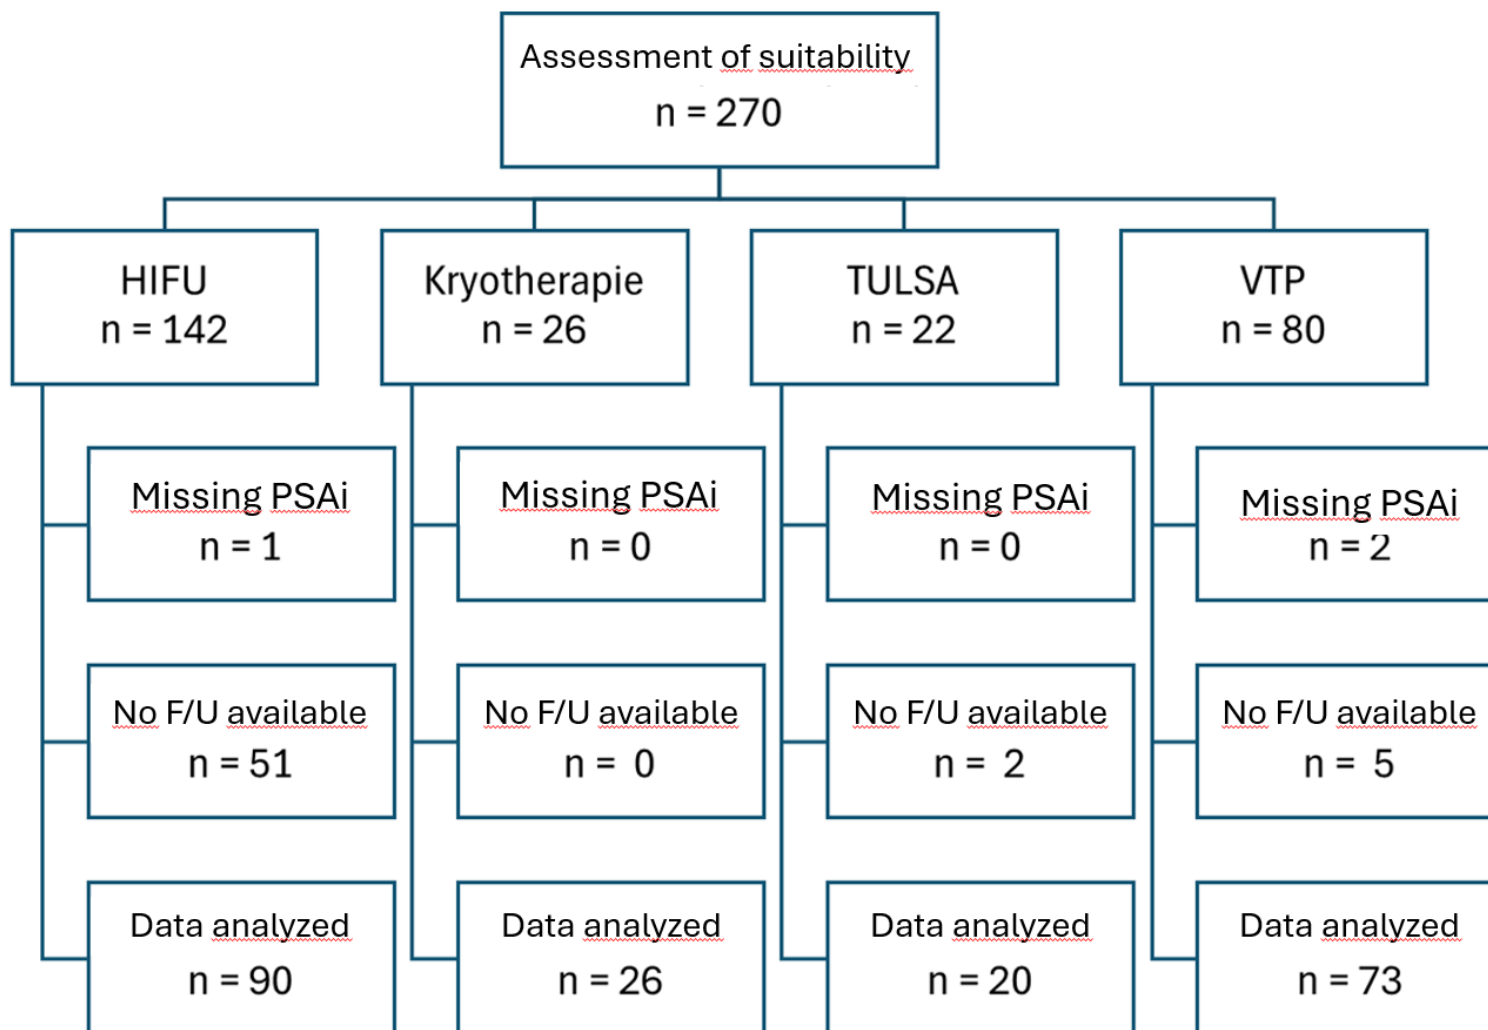 Assessment of suitability
n = 270
HIFU
n = 142
Kryotherapie
n = 26
TULSA
n = 22
VTP
n = 80
Missing PSAi
n = 1
Missing PSAi
n = 0
Missing PSAi
n = 0
Missing PSAi
n = 2
No F/U available
n = 51
No F/U available
n = 0
No F/U available
n = 2
No F/U available
n = 5
Data analyzed
n = 90
Data analyzed
n = 26
Data analyzed
n = 20
Data analyzed
n = 73